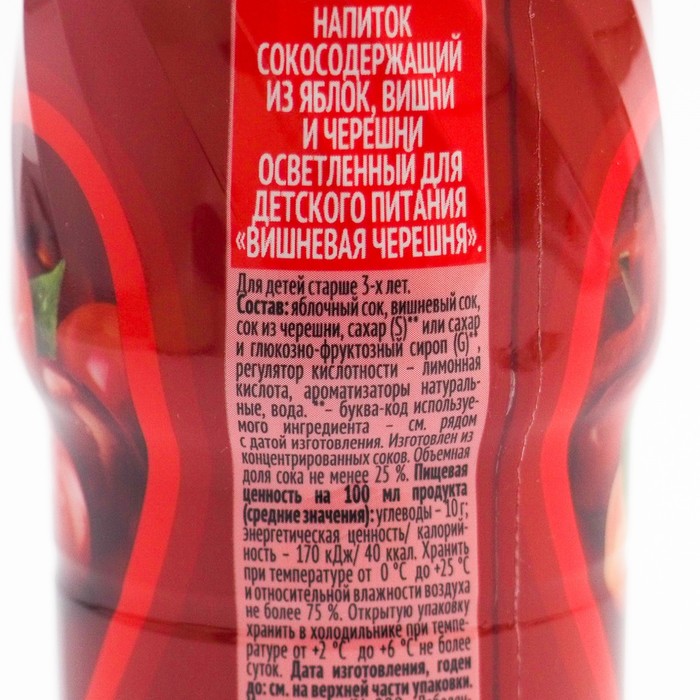 НАПИТОК
СОКОСОДЕРЖАЩИЙ
ИЗ ЯБЛОК, ВИШНИ
И ЧЕРЕШНИ
ОСВЕТЛЕННЫЙ ДЛЯ
ДЕТСКОГО ПИТАНИЯ
«ВИШНЕВАЯ ЧЕРЕШНЯ».
Для детей старше 3-х лет.
Состав: яблочный сок, вишневый сок,
сок из черешни, сахар (S)** или сахар
и глюкозно-фруктозный сироп (G)**
регулятор кислотности – лимонная
кислота, ароматизаторы натураль-
ные, вода. **– буква-код используе-
мого ингредиента – см. рядом
с датой изготовления. Изготовлен из
концентрированных соков. Объемная
доля сока не менее 25 %. Пищевая
ценность на 100 мл продукта
(средние значения): углеводы – 10 г;
энергетическая ценность/ калорий-
ность – 170 кДж/ 40 ккал. Хранить
при температуре от 0 °С до +25 °С
и относительной влажности воздуха
не более 75 %. Открытую упаковку
хранить в холодильнике при темпе-
ратуре от +2 °С до +6 °С не более
суток. Дата изготовления, годен
до: см. на верхней части упаковки.